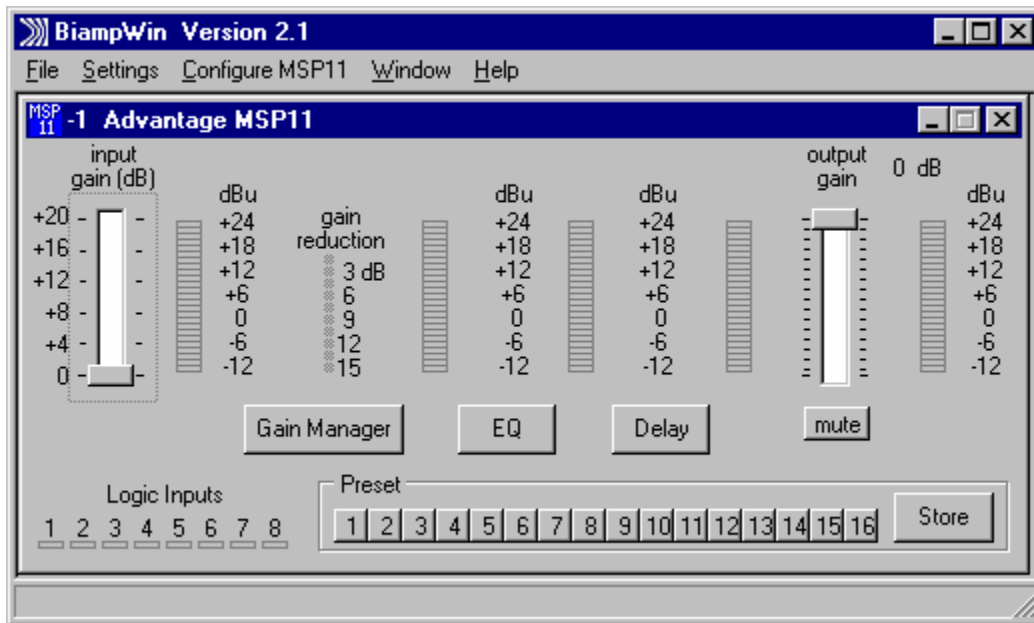 BiampWin Version 2.1
File Settings Configure MSP11 Window Help
MSP 11 -1 Advantage MSP11
input
gain (dB)
+20
+16
+12
+8
+4
0
dBu
+24
+18
+12
+6
0
-6
-12
gain
reduction
3 dB
6
9
12
15
dBu
+24
+18
+12
+6
0
-6
-12
dBu
+24
+18
+12
+6
0
-6
-12
output
gain
0 dB
dBu
+24
+18
+12
+6
0
-6
-12
Gain Manager
EQ
Delay
mute
Logic Inputs
1 2 3 4 5 6 7 8
Preset
1 2 3 4 5 6 7 8 9 10 11 12 13 14 15 16
Store